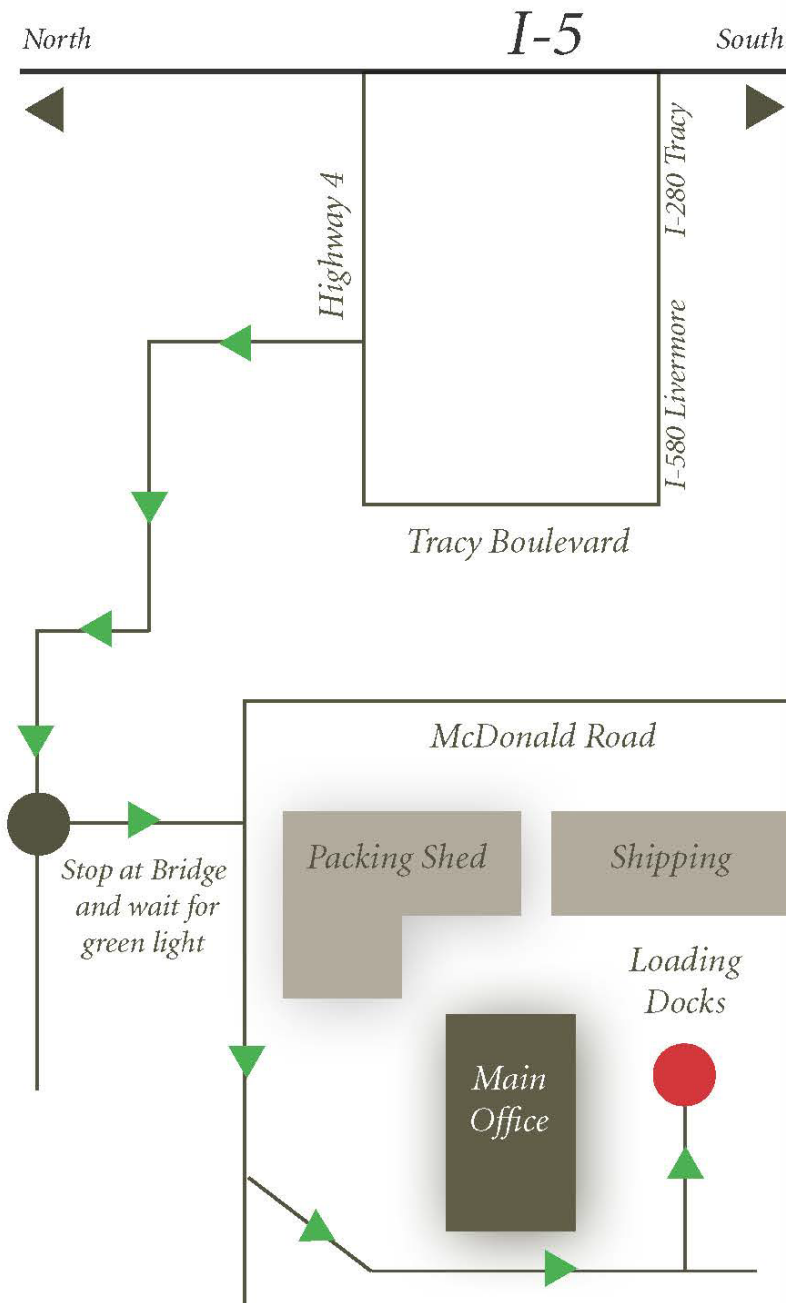 North
I-5
South
Highway 4
I-280 Tracy
I-580 Livermore
Tracy Boulevard
McDonald Road
Packing Shed
Shipping
Stop at Bridge
and wait for
green light
Loading
Docks
Main
Office